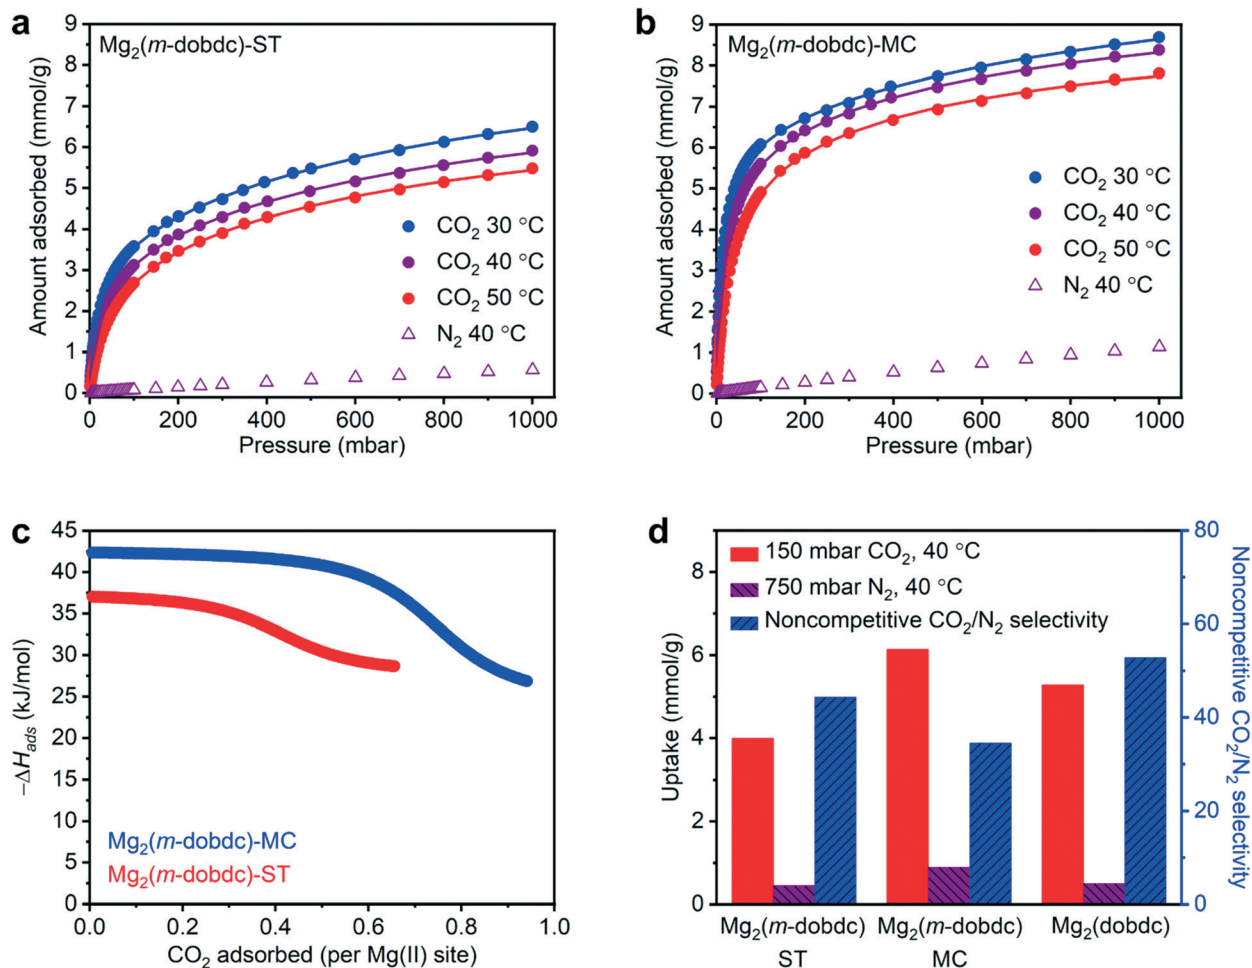 a
Mg₂(m-dobdc)-ST
Amount adsorbed (mmol/g)
9
8
7
6
5
4
3
2
1
0
CO₂ 30 °C
CO₂ 40 °C
CO₂ 50 °C
N₂ 40 °C
0 200 400 600 800 1000
Pressure (mbar)
b
Mg₂(m-dobdc)-MC
Amount adsorbed (mmol/g)
9
8
7
6
5
4
3
2
1
0
CO₂ 30 °C
CO₂ 40 °C
CO₂ 50 °C
N₂ 40 °C
0 200 400 600 800 1000
Pressure (mbar)
c
−ΔHads (kJ/mol)
45
40
35
30
25
20
15
10
5
0
Mg₂(m-dobdc)-MC
Mg₂(m-dobdc)-ST
0.0 0.2 0.4 0.6 0.8 1.0
CO₂ adsorbed (per Mg(II) site)
d
Uptake (mmol/g)
8
6
4
2
0
150 mbar CO₂, 40 °C
750 mbar N₂, 40 °C
Noncompetitive CO₂/N₂ selectivity
80
60
40
20
0
Noncompetitive CO₂/N₂ selectivity
Mg₂(m-dobdc) Mg₂(m-dobdc) Mg₂(dobdc)
ST MC